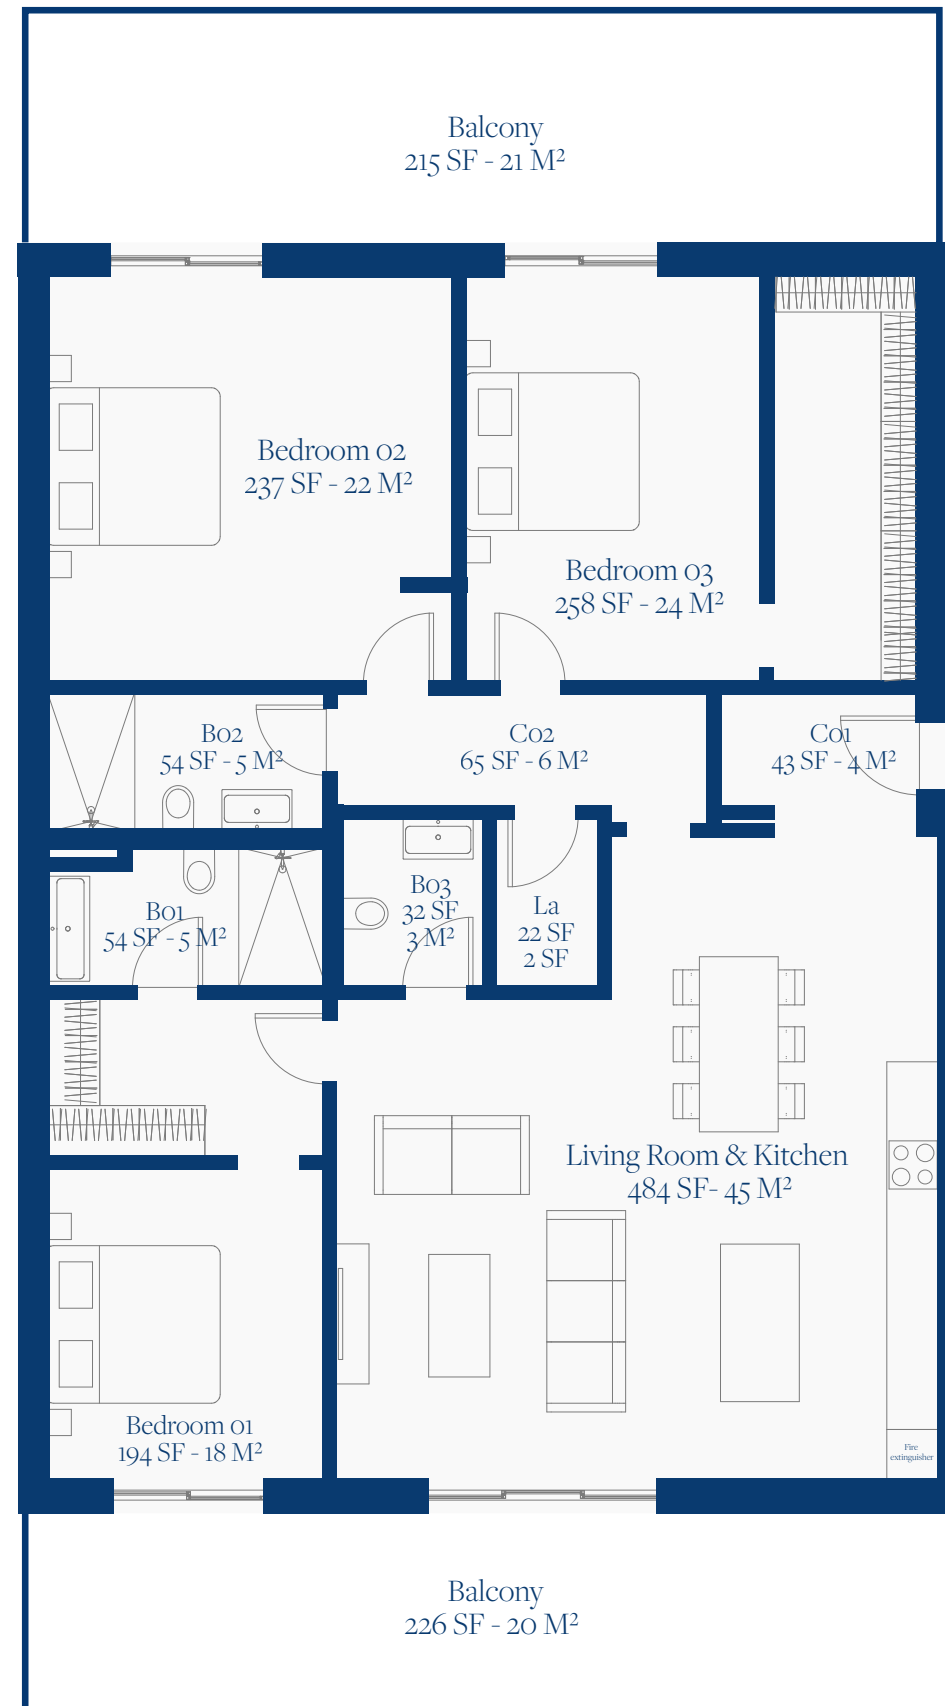 Balcony
215 SF - 21 M²
Bedroom 02
237 SF - 22 M²
Bedroom 03
258 SF - 24 M²
B02
54 SF - 5 M²
C02
65 SF - 6 M²
C01
43 SF - 4 M²
B01
54 SF - 5 M²
B03
32 SF
3 M²
La
22 SF
2 SF
Living Room & Kitchen
484 SF- 45 M²
Bedroom 01
194 SF - 18 M²
Fire
extinguisher
Balcony
226 SF - 20 M²